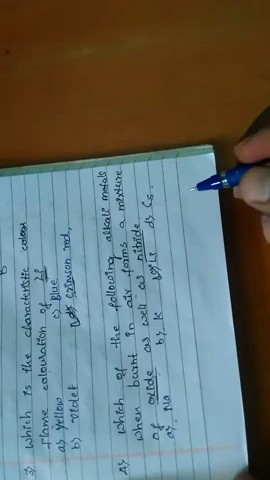 3) which is the characteristic colour
flame colouration of Li
a) yellow c) Blue
b) violet d) crimson red,
4) which of the following alkali metals
when burnt in air forms a mixture
of oxide as well as nitride
a) Na b) K c) Li d) Cs.